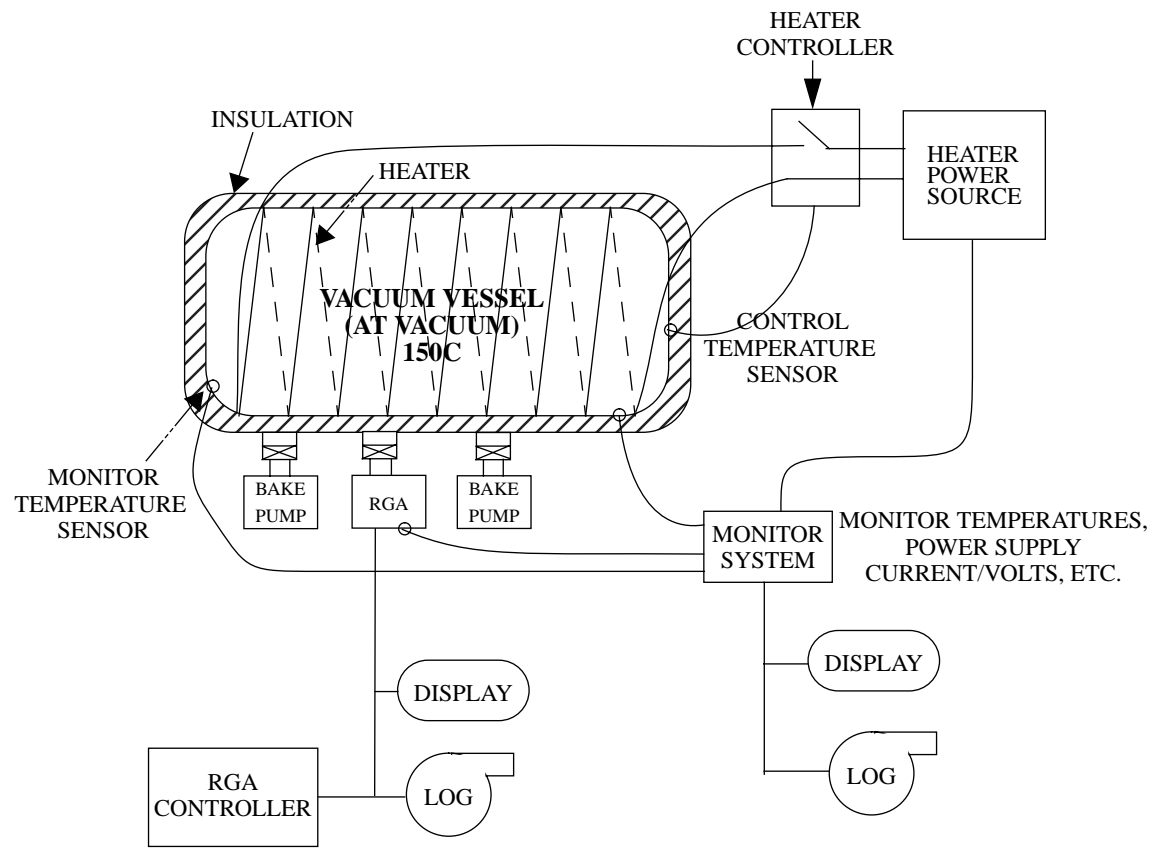 HEATER
CONTROLLER
INSULATION
HEATER
HEATER
POWER
SOURCE
VACUUM VESSEL
(AT VACUUM)
150C
CONTROL
TEMPERATURE
SENSOR
MONITOR
TEMPERATURE
SENSOR
BAKE
PUMP
RGA
BAKE
PUMP
MONITOR
SYSTEM
MONITOR TEMPERATURES,
POWER SUPPLY
CURRENT/VOLTS, ETC.
DISPLAY
DISPLAY
RGA
CONTROLLER
LOG
LOG